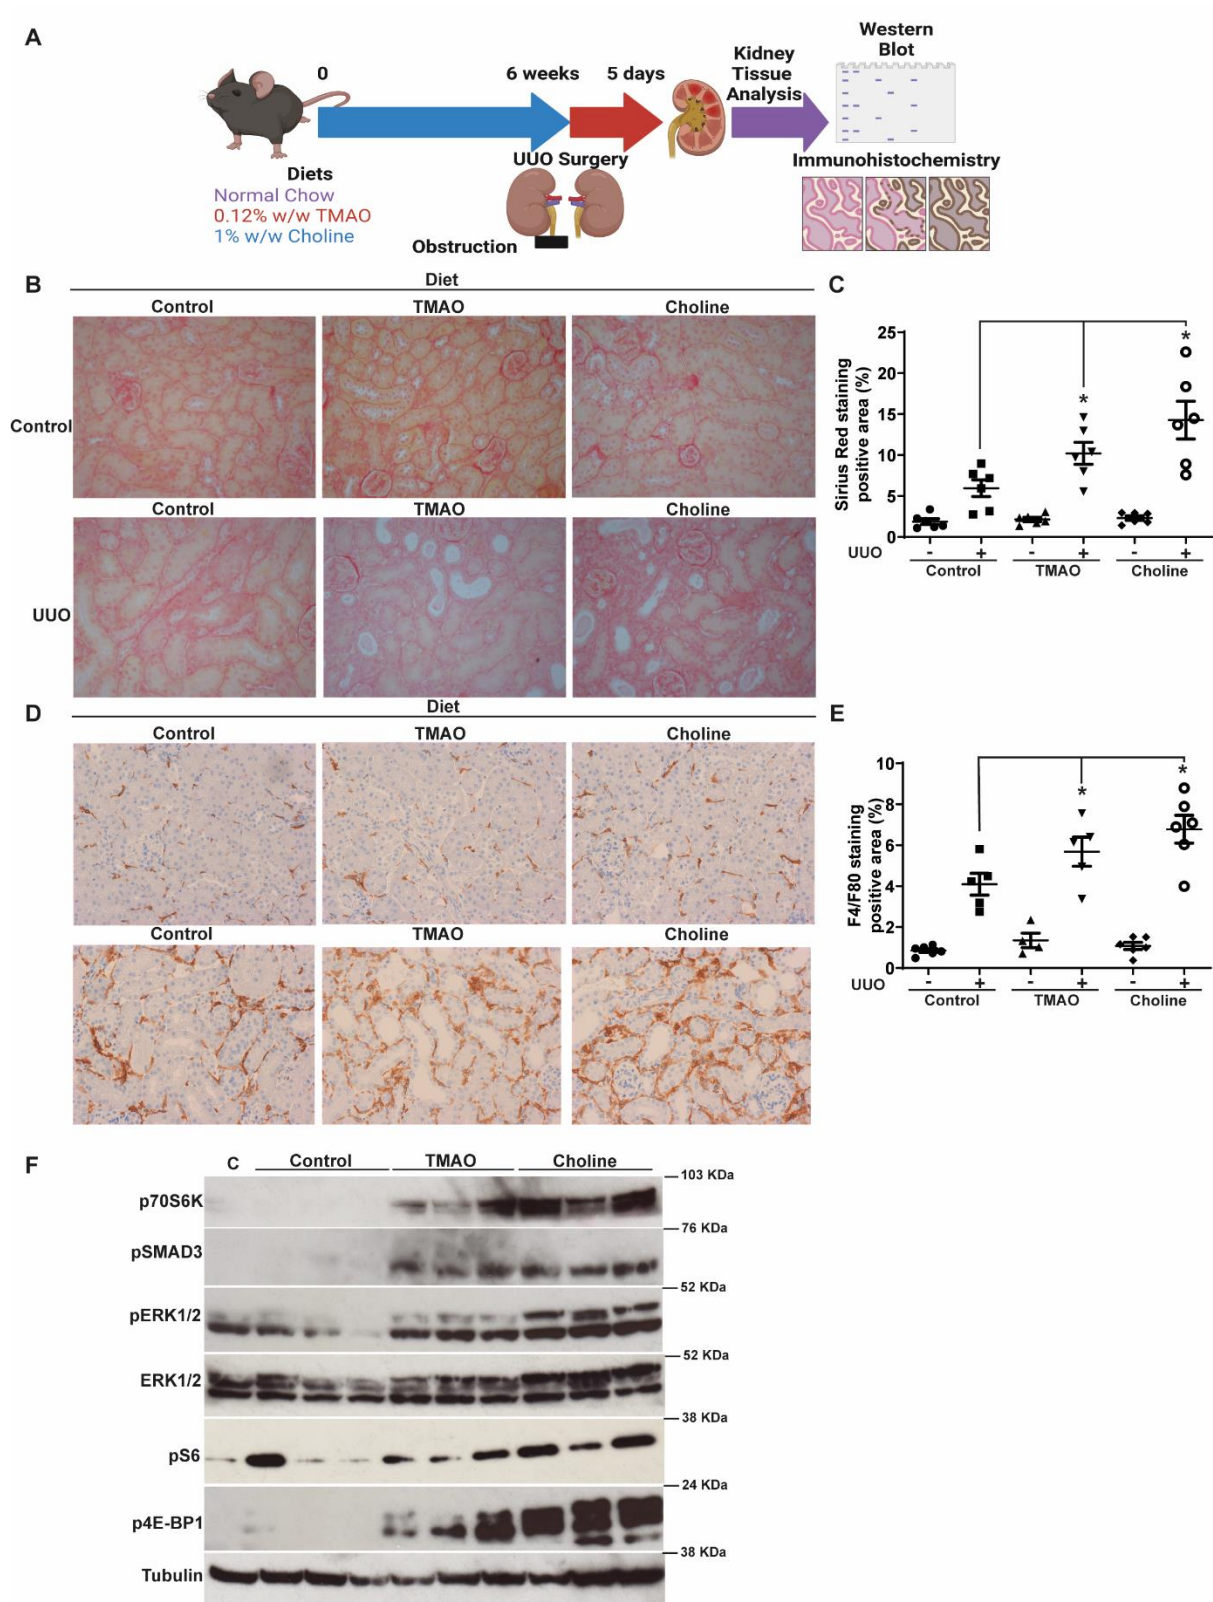 A
0
6 weeks
5 days
Kidney
Tissue
Analysis
Western
Blot
Diets
Normal Chow
0.12% w/w TMAO
1% w/w Choline
UUO Surgery
Obstruction
Immunohistochemistry
B
Diet
Control
TMAO
Choline
Control
Control
TMAO
Choline
UUO
C
Sirius Red staining
positive area (%)
25
20
15
10
5
0
*
*
UUO
-
+
-
+
-
+
Control
TMAO
Choline
D
Diet
Control
TMAO
Choline
Control
TMAO
Choline
E
F4/F80 staining
positive area (%)
10
8
6
4
2
0
*
*
UUO
-
+
-
+
-
+
Control
TMAO
Choline
F
C
Control
TMAO
Choline
p70S6K
103 KDa
76 KDa
pSMAD3
52 KDa
pERK1/2
52 KDa
ERK1/2
38 KDa
pS6
24 KDa
p4E-BP1
38 KDa
Tubulin